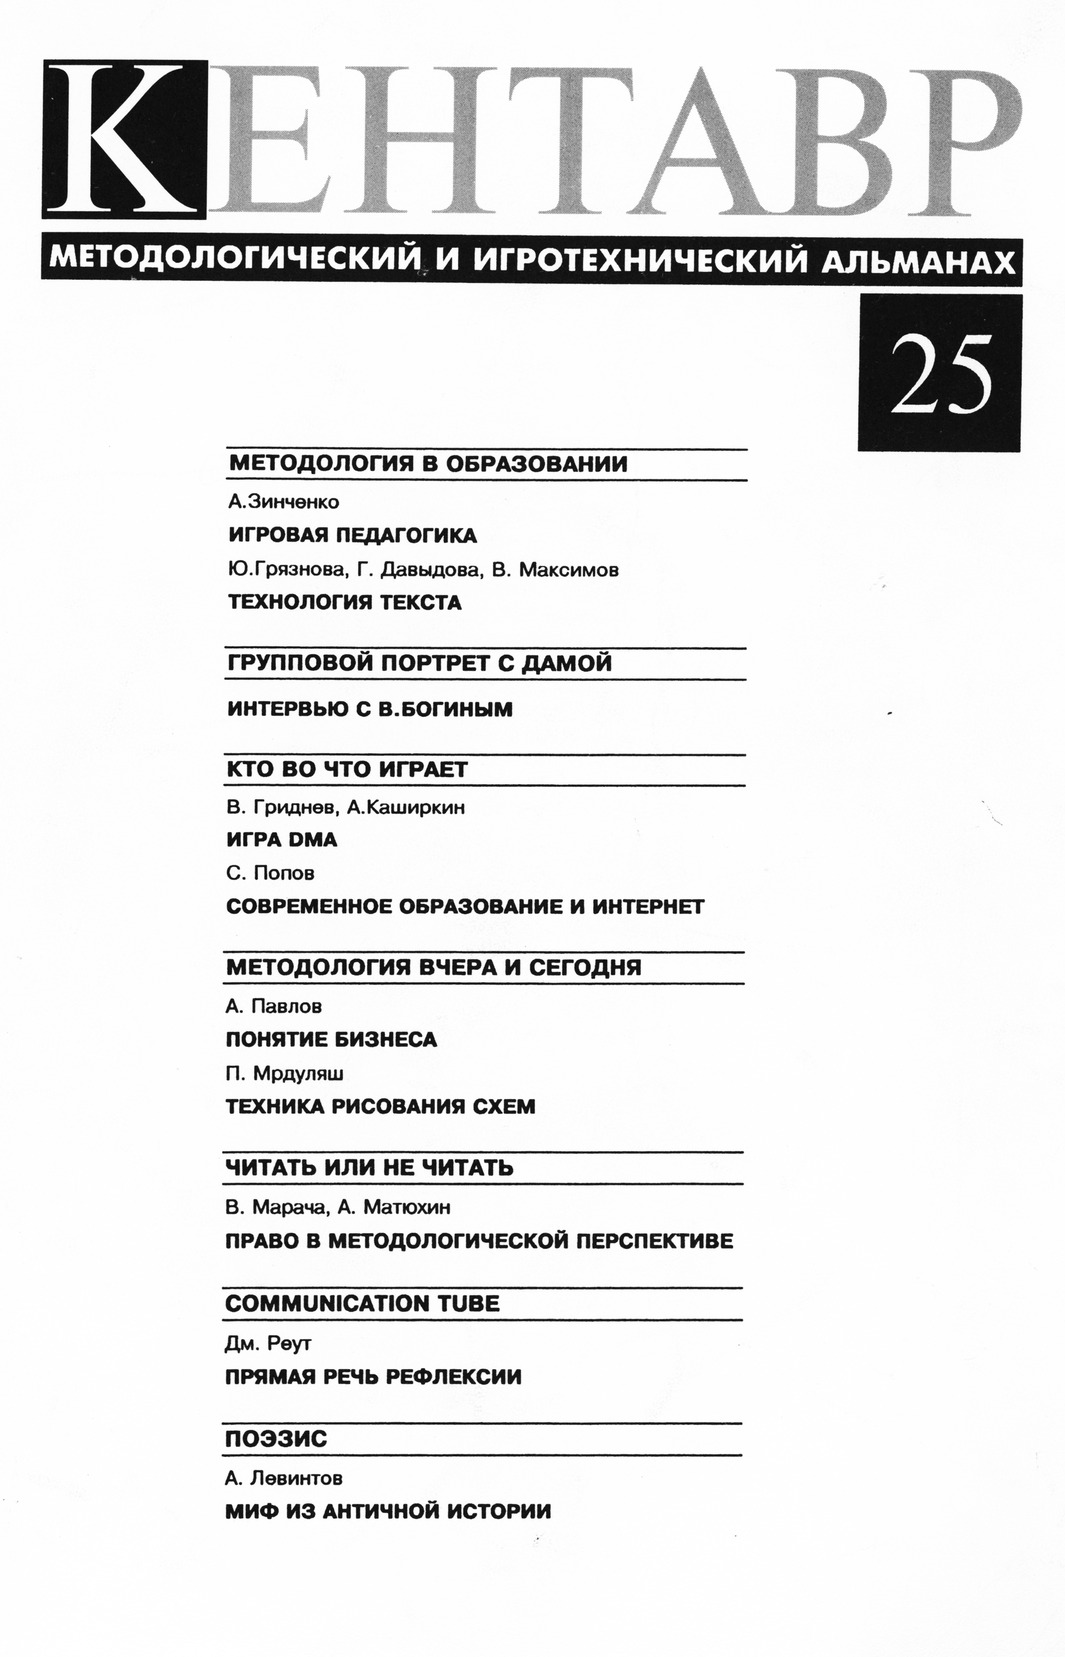 КЕНТАВР
МЕТОДОЛОГИЧЕСКИЙ И ИГРОТЕХНИЧЕСКИЙ АЛЬМАНАХ
25
МЕТОДОЛОГИЯ В ОБРАЗОВАНИИ
А.Зинченко
ИГРОВАЯ ПЕДАГОГИКА
Ю.Грязнова, Г. Давыдова, В. Максимов
ТЕХНОЛОГИЯ ТЕКСТА
ГРУППОВОЙ ПОРТРЕТ С ДАМОЙ
ИНТЕРВЬЮ С В.БОГИНЫМ
КТО ВО ЧТО ИГРАЕТ
В. Гриднев, А.Каширкин
ИГРА DMA
С. Попов
СОВРЕМЕННОЕ ОБРАЗОВАНИЕ И ИНТЕРНЕТ
МЕТОДОЛОГИЯ ВЧЕРА И СЕГОДНЯ
А. Павлов
ПОНЯТИЕ БИЗНЕСА
П. Мрдуляш
ТЕХНИКА РИСОВАНИЯ СХЕМ
ЧИТАТЬ ИЛИ НЕ ЧИТАТЬ
В. Марача, А. Матюхин
ПРАВО В МЕТОДОЛОГИЧЕСКОЙ ПЕРСПЕКТИВЕ
COMMUNICATION TUBE
Дм. Реут
ПРЯМАЯ РЕЧЬ РЕФЛЕКСИИ
ПОЭЗИС
А. Левинтов
МИФ ИЗ АНТИЧНОЙ ИСТОРИИ